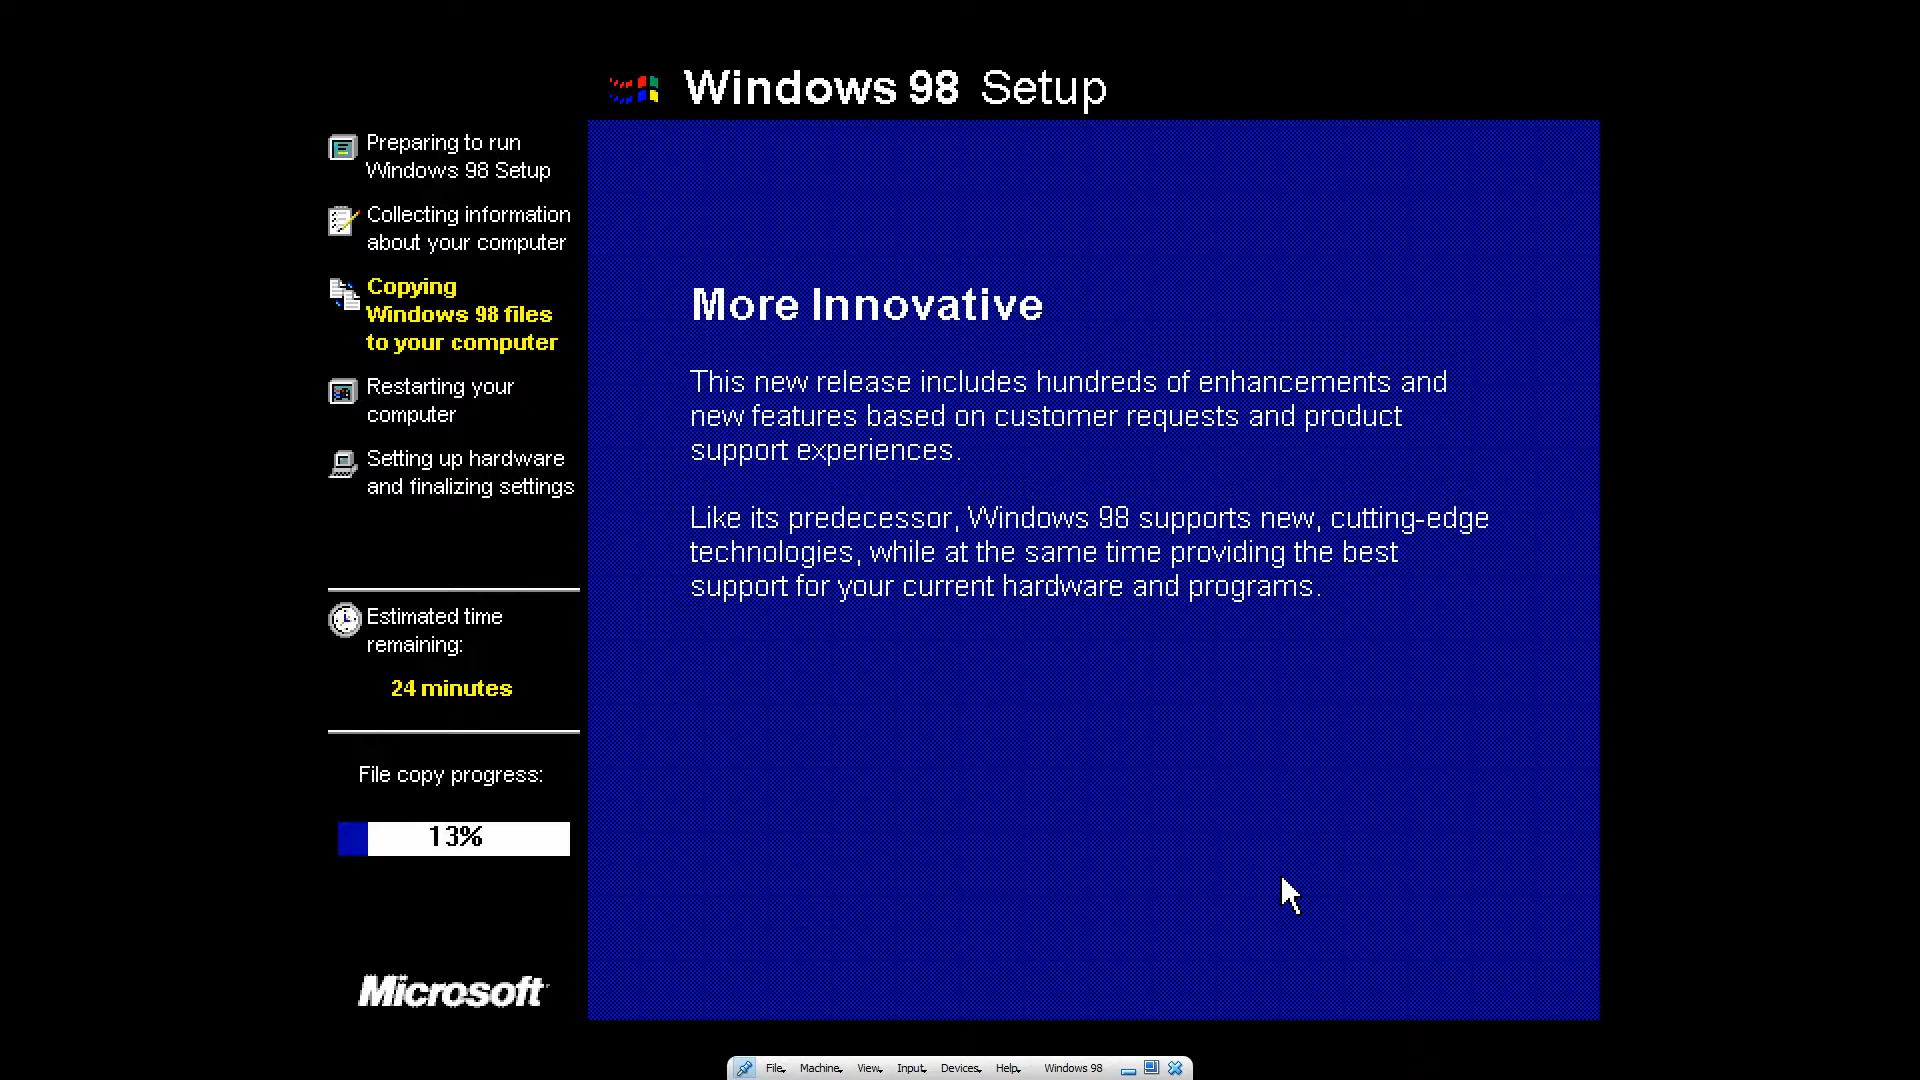 Windows 98 Setup
Preparing to run
Windows 98 Setup
Collecting information
about your computer
Copying
Windows 98 files
to your computer
Restarting your
computer
Setting up hardware
and finalizing settings
Estimated time
remaining:
24 minutes
File copy progress:
13%
Microsoft
More Innovative
This new release includes hundreds of enhancements and
new features based on customer requests and product
support experiences.
Like its predecessor, Windows 98 supports new, cutting-edge
technologies, while at the same time providing the best
support for your current hardware and programs.
File Machine View Input Devices Help Windows 98